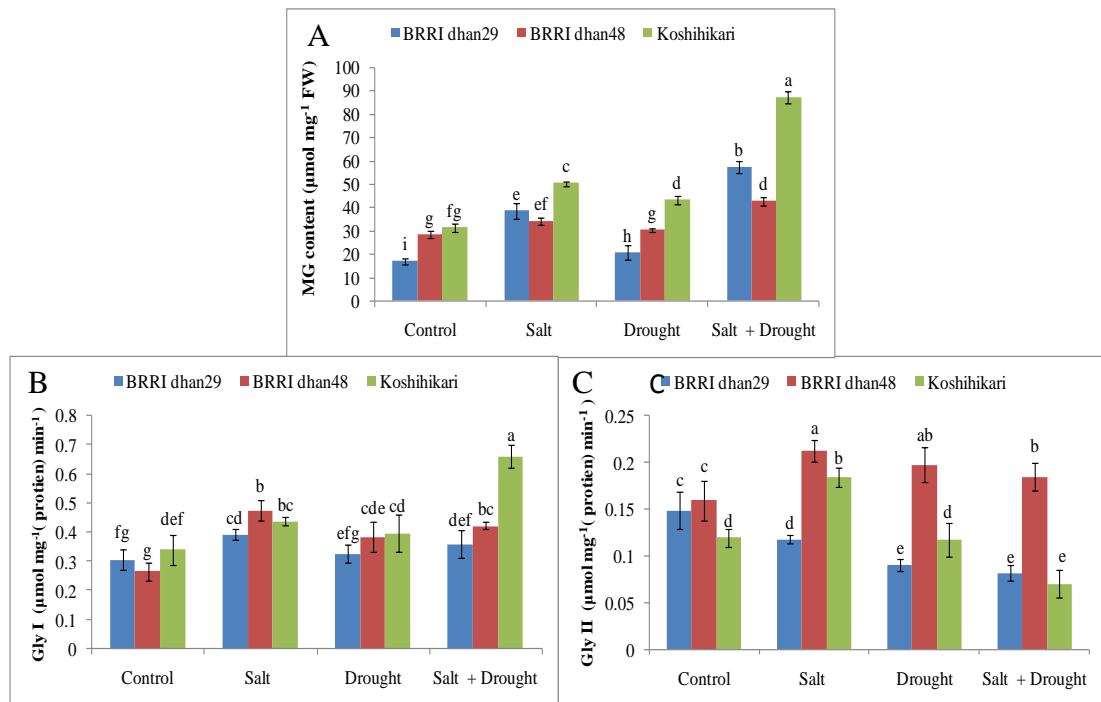 A
BRRI dhan29 BRRI dhan48 Koshihikari
MG content (µmol mg-1 FW)
100
90
80
70
60
50
40
30
20
10
0
i g fg
e ef c
h g d
b d a
Control Salt Drought Salt + Drought
B
BRRI dhan29 BRRI dhan48 Koshihikari
Gly I (µmol mg-1( protien) min-1 )
0.8
0.7
0.6
0.5
0.4
0.3
0.2
0.1
0
fg g def
cd b bc
efg cde cd
def bc a
Control Salt Drought Salt + Drought
C C
BRRI dhan29 BRRI dhan48 Koshihikari
Gly II (µmol mg-1 ( protien) min-1
0.25
0.2
0.15
0.1
0.05
0
c c d
d a b
e ab d
e b e
Control Salt Drought Salt + Drought